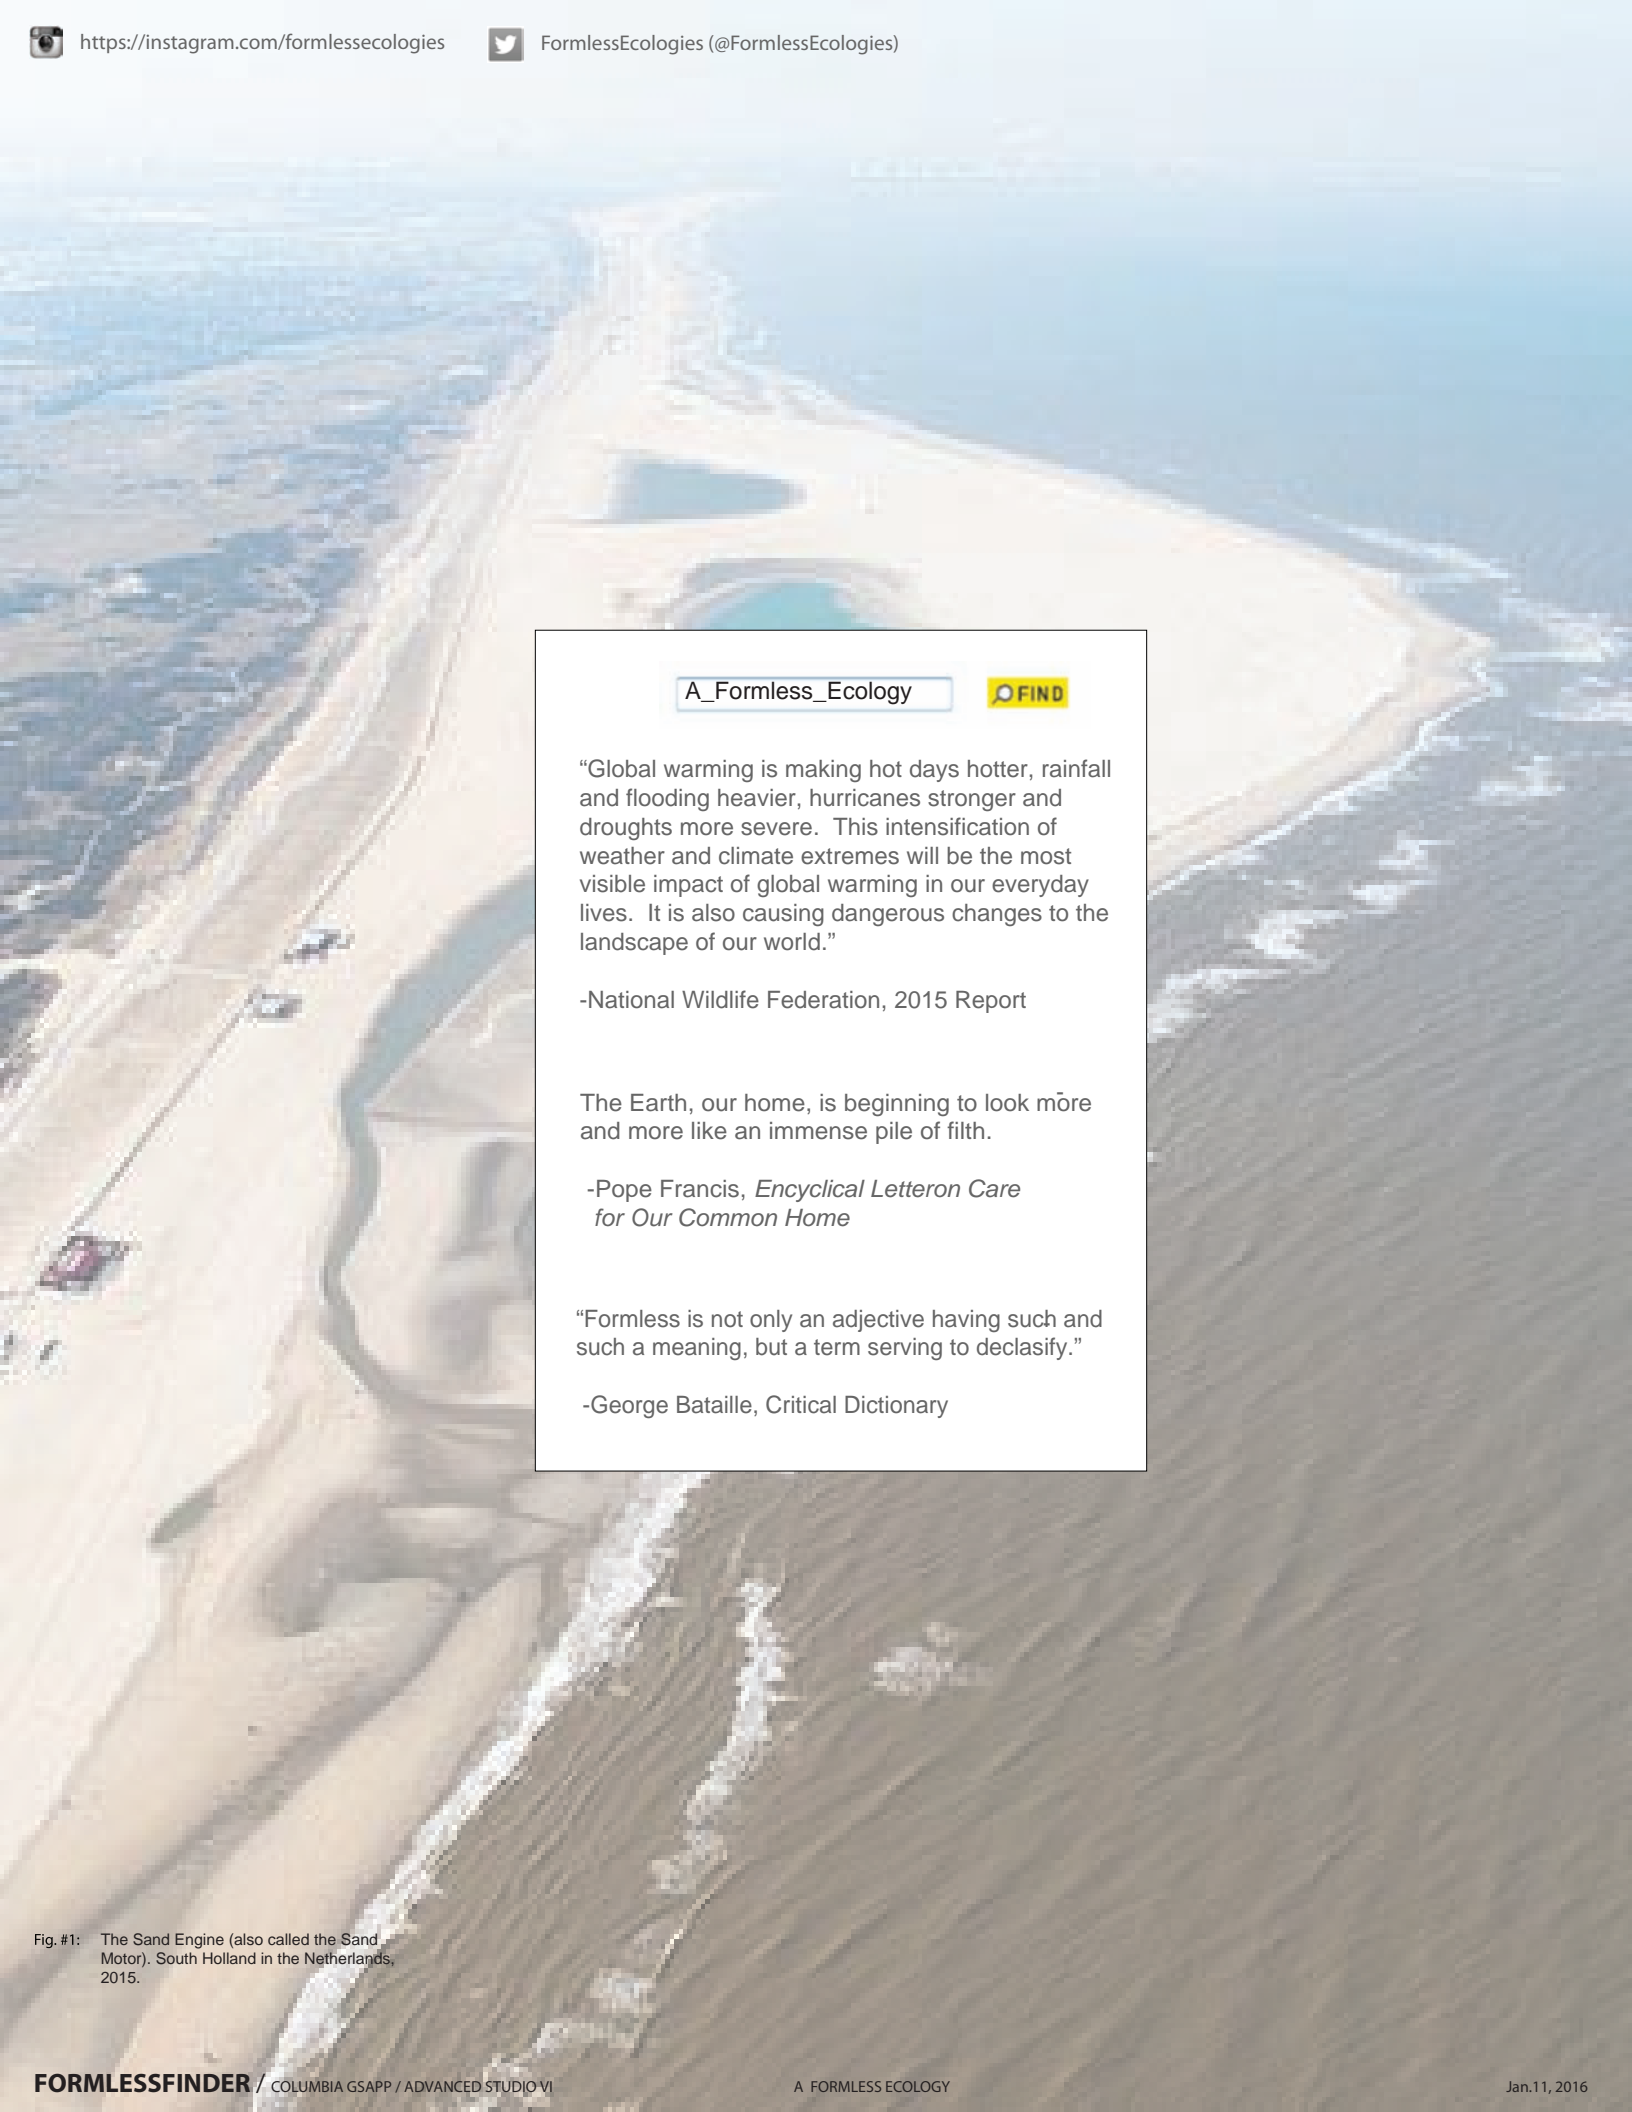 https://instagram.com/formlessecologies
FormlessEcologies (@FormlessEcologies)
A_Formless_Ecology
FIND
“Global warming is making hot days hotter, rainfall
and flooding heavier, hurricanes stronger and
droughts more severe.  This intensification of
weather and climate extremes will be the most
visible impact of global warming in our everyday
lives.  It is also causing dangerous changes to the
landscape of our world.”
-National Wildlife Federation, 2015 Report
The Earth, our home, is beginning to look more
and more like an immense pile of filth.
-Pope Francis, Encyclical Letteron Care
for Our Common Home
“Formless is not only an adjective having such and
such a meaning, but a term serving to declasify.”
-George Bataille, Critical Dictionary
Fig. #1: The Sand Engine (also called the Sand
Motor). South Holland in the Netherlands,
2015.
FORMLESSFINDER / COLUMBIA GSAPP / ADVANCED STUDIO VI
A FORMLESS ECOLOGY
Jan.11, 2016